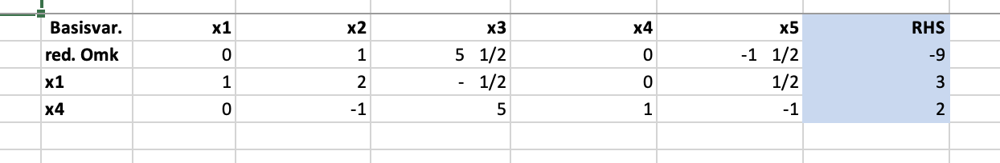 Basisvar. x1 x2 x3 x4 x5 RHS
red. Omk 0 1 5 1/2 0 -1 1/2 -9
x1 1 2 - 1/2 0 1/2 3
x4 0 -1 5 1 -1 2